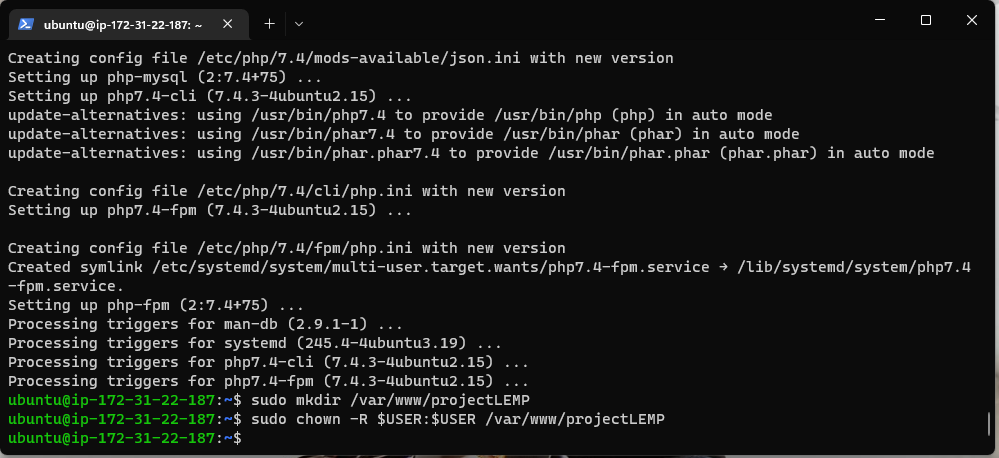 ubuntu@ip-172-31-22-187: ~
Creating config file /etc/php/7.4/mods-available/json.ini with new version
Setting up php-mysql (2:7.4+75) ...
Setting up php7.4-cli (7.4.3-4ubuntu2.15) ...
update-alternatives: using /usr/bin/php7.4 to provide /usr/bin/php (php) in auto mode
update-alternatives: using /usr/bin/phar7.4 to provide /usr/bin/phar (phar) in auto mode
update-alternatives: using /usr/bin/phar.phar7.4 to provide /usr/bin/phar.phar (phar.phar) in auto mode
Creating config file /etc/php/7.4/cli/php.ini with new version
Setting up php7.4-fpm (7.4.3-4ubuntu2.15) ...
Creating config file /etc/php/7.4/fpm/php.ini with new version
Created symlink /etc/systemd/system/multi-user.target.wants/php7.4-fpm.service → /lib/systemd/system/php7.4
-fpm.service.
Setting up php-fpm (2:7.4+75) ...
Processing triggers for man-db (2.9.1-1) ...
Processing triggers for systemd (245.4-4ubuntu3.19) ...
Processing triggers for php7.4-cli (7.4.3-4ubuntu2.15) ...
Processing triggers for php7.4-fpm (7.4.3-4ubuntu2.15) ...
ubuntu@ip-172-31-22-187:~$ sudo mkdir /var/www/projectLEMP
ubuntu@ip-172-31-22-187:~$ sudo chown -R $USER:$USER /var/www/projectLEMP
ubuntu@ip-172-31-22-187:~$